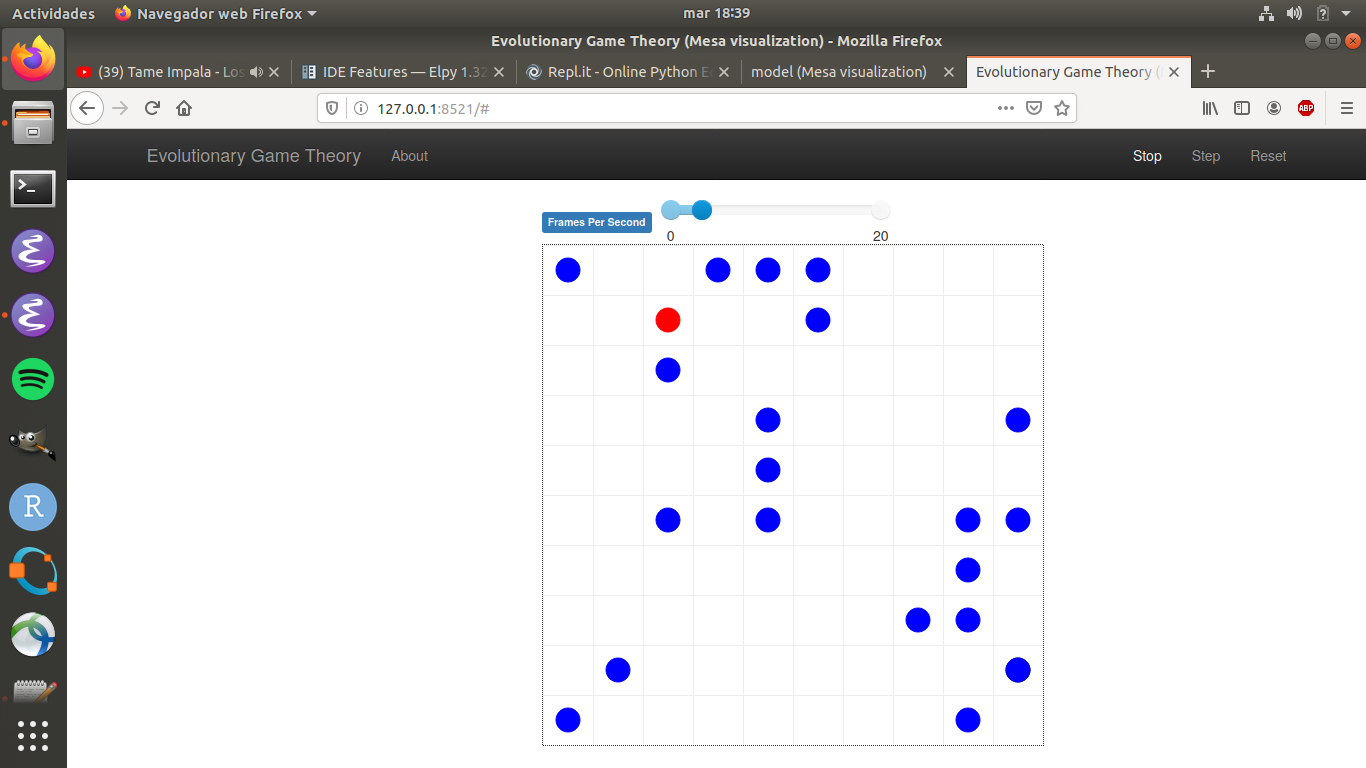 Actividades Navegador web Firefox mar 18:39
Evolutionary Game Theory (Mesa visualization) - Mozilla Firefox
(39) Tame Impala - Los IDE Features — Elpy 1.32 Repl.it - Online Python E model (Mesa visualization) Evolutionary Game Theory (
127.0.0.1:8521/# ABP
Evolutionary Game Theory About Stop Step Reset
Frames Per Second
0 20
R